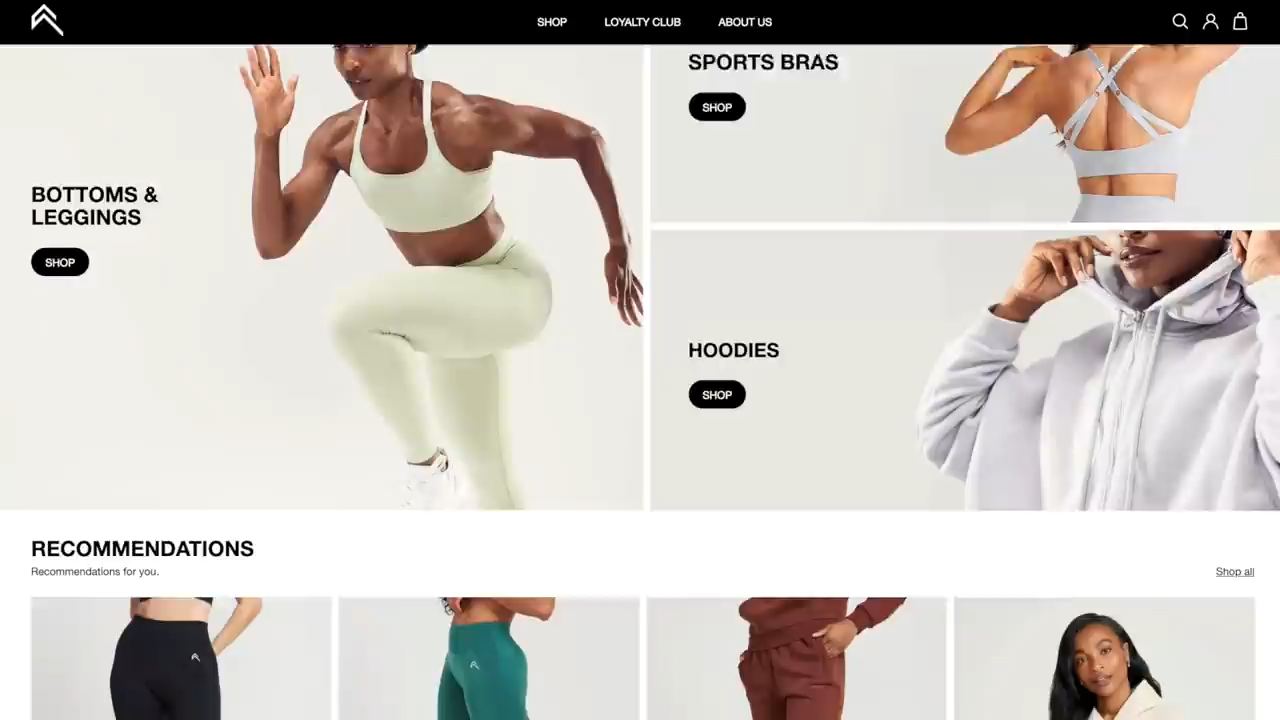 SHOP
LOYALTY CLUB
ABOUT US
BOTTOMS &
LEGGINGS
SHOP
SPORTS BRAS
SHOP
HOODIES
SHOP
RECOMMENDATIONS
Recommendations for you.
Shop all